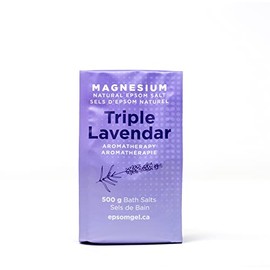 MAGNESIUM
NATURAL EPSOM SALT
SELS D'EPSOM NATUREL
Triple
Lavendar
AROMATHERAPY
AROMATHÉRAPIE
500 g Bath Salts
Sels de Bain
epsomgel.ca